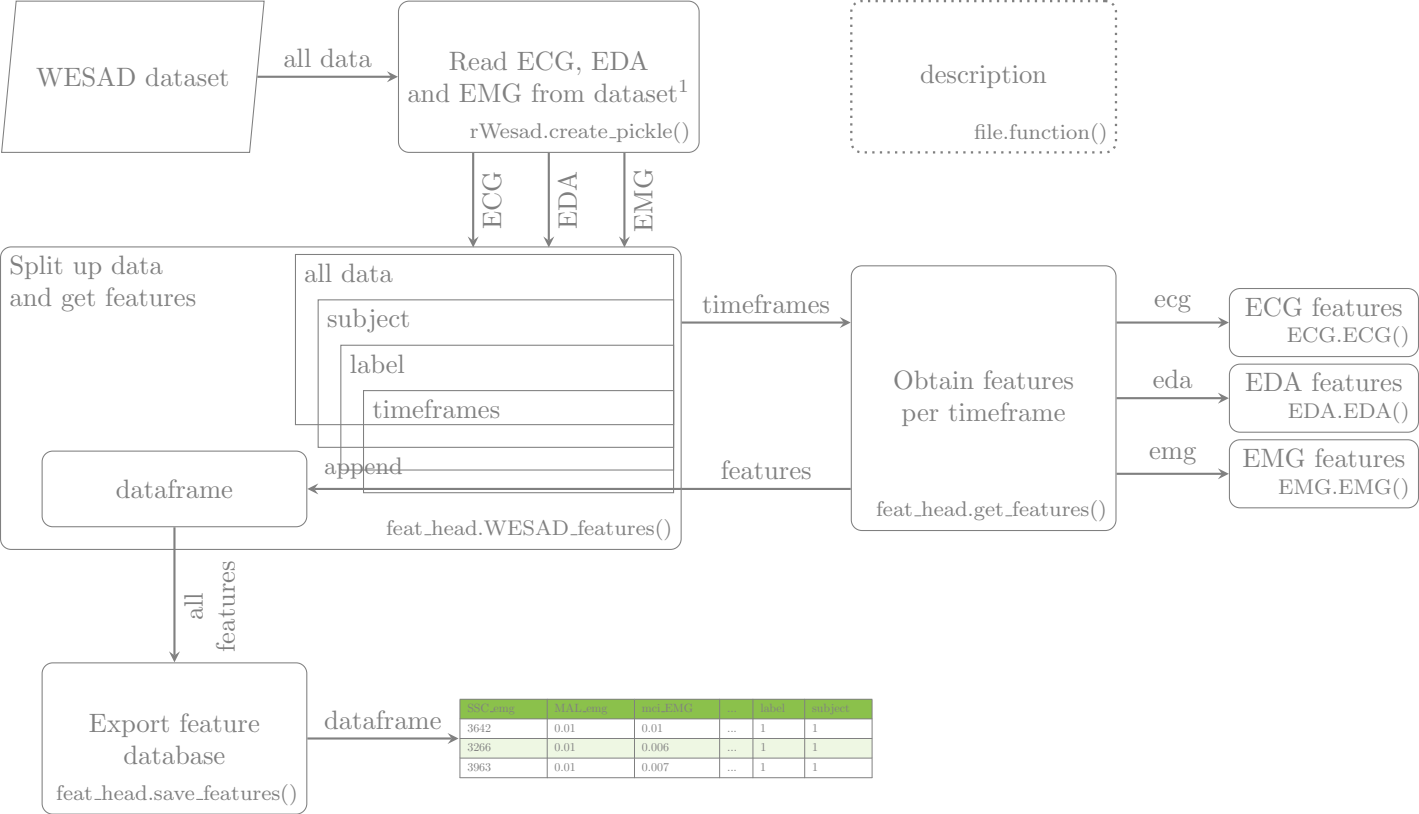 WESAD dataset
all data
Read ECG, EDA
and EMG from dataset¹
rWesad.create_pickle()
description
file.function()
ECG
EDA
EMG
Split up data
and get features
all data
subject
label
timeframes
append
dataframe
feat_head.WESAD_features()
timeframes
features
Obtain features
per timeframe
feat_head.get_features()
ecg
ECG features
ECG.ECG()
eda
EDA features
EDA.EDA()
emg
EMG features
EMG.EMG()
all
features
Export feature
database
feat_head.save_features()
dataframe
SSC_emg MAL_emg mci_EMG ... label subject
3642 0.01 0.01 ... 1 1
3266 0.01 0.006 ... 1 1
3963 0.01 0.007 ... 1 1